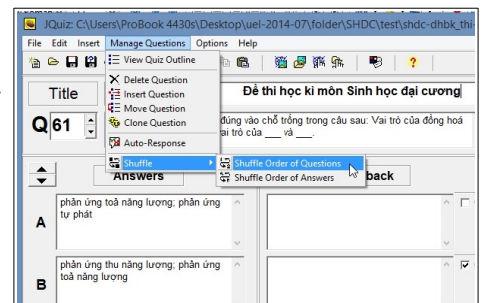 JQuiz: C:\Users\ProBook 4430s\Desktop\uel-2014-07\folder\SHDC\test\shdc-dhbk_thi-
File Edit Insert Manage Questions Options Help
View Quiz Outline
Delete Question
Insert Question
Move Question
Clone Question
Auto-Response
Shuffle
Shuffle Order of Questions
Shuffle Order of Answers
Title
Đề thi học kì môn Sinh học đại cương
Q 61
đúng vào chỗ trống trong câu sau: Vai trò của đồng hoá
ai trò của ___ và ___.
Answers
back
A
phản ứng toả năng lượng; phản ứng
tự phát
B
phản ứng thu năng lượng; phản ứng
toả năng lượng